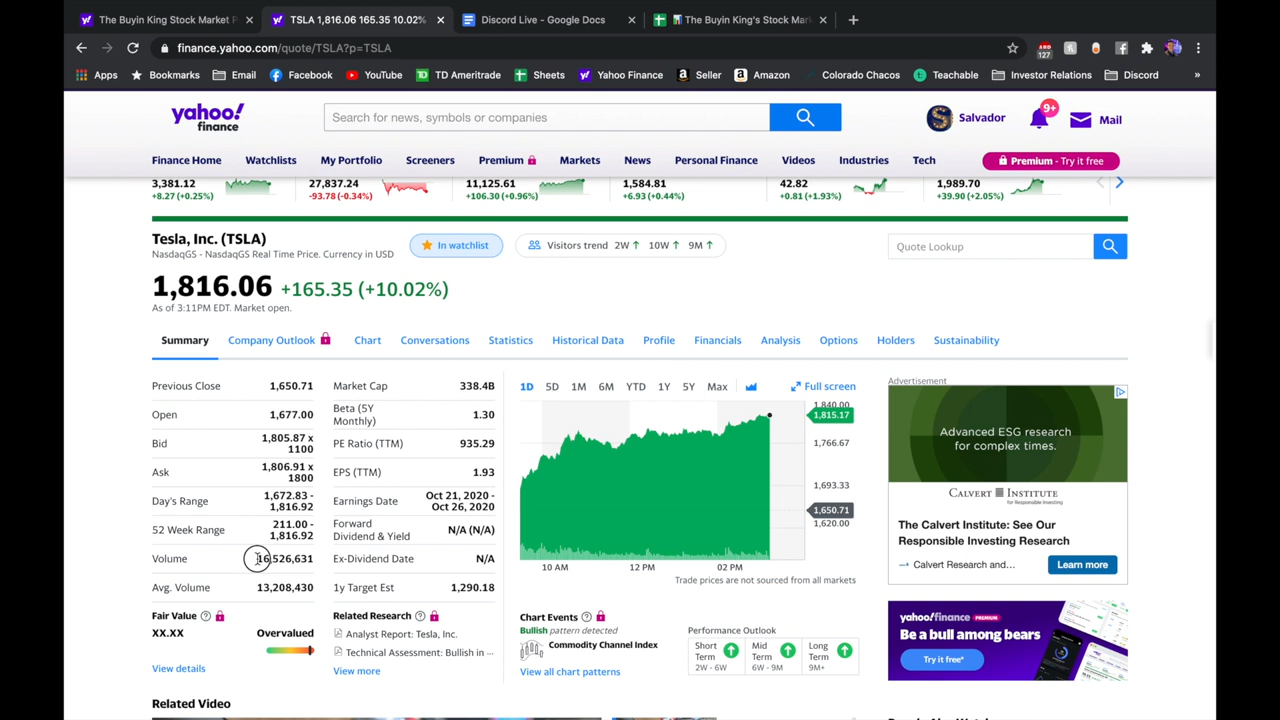 The Buyin King Stock Market P
TSLA 1,816.06 165.35 10.02%
Discord Live - Google Docs
The Buyin King's Stock Mar
finance.yahoo.com/quote/TSLA?p=TSLA
127
Apps Bookmarks Email Facebook YouTube TD Ameritrade Sheets Yahoo Finance Seller Amazon Colorado Chacos Teachable Investor Relations Discord »
yahoo!
finance
Search for news, symbols or companies
Salvador
9+
Mail
Finance Home Watchlists My Portfolio Screeners Premium Markets News Personal Finance Videos Industries Tech
Premium - Try it free
3,381.12 27,837.24 11,125.61 1,584.81 42.82 1,989.70
+8.27 (+0.25%) -93.78 (-0.34%) +106.30 (+0.96%) +6.93 (+0.44%) +0.81 (+1.93%) +39.90 (+2.05%)
Tesla, Inc. (TSLA)
NasdaqGS - NasdaqGS Real Time Price. Currency in USD
In watchlist
Visitors trend 2W ↑ 10W ↑ 9M ↑
Quote Lookup
1,816.06 +165.35 (+10.02%)
As of 3:11PM EDT. Market open.
Summary Company Outlook Chart Conversations Statistics Historical Data Profile Financials Analysis Options Holders Sustainability
Previous Close 1,650.71
Open 1,677.00
Bid 1,805.87 x 1100
Ask 1,806.91 x 1800
Day's Range 1,672.83 - 1,816.92
52 Week Range 211.00 - 1,816.92
Volume 16,526,631
Avg. Volume 13,208,430
Market Cap 338.4B
Beta (5Y Monthly) 1.30
PE Ratio (TTM) 935.29
EPS (TTM) 1.93
Earnings Date Oct 21, 2020 - Oct 26, 2020
Forward Dividend & Yield N/A (N/A)
Ex-Dividend Date N/A
1y Target Est 1,290.18
1D 5D 1M 6M YTD 1Y 5Y Max
Full screen
1,840.00
1,815.17
1,766.67
1,693.33
1,650.71
1,620.00
10 AM 12 PM 02 PM
Trade prices are not sourced from all markets
Fair Value
XX.XX Overvalued
View details
Related Research
Analyst Report: Tesla, Inc.
Technical Assessment: Bullish in ...
View more
Chart Events
Bullish pattern detected
Commodity Channel Index
View all chart patterns
Performance Outlook
Short Term 2W - 6W
Mid Term 6W - 9M
Long Term 9M+
Advertisement
Advanced ESG research
for complex times.
CALVERT INSTITUTE
for Responsible Investing
The Calvert Institute: See Our
Responsible Investing Research
Calvert Research and...
Learn more
yahoo!finance PREMIUM
Be a bull among bears
Try it free*
Related Video